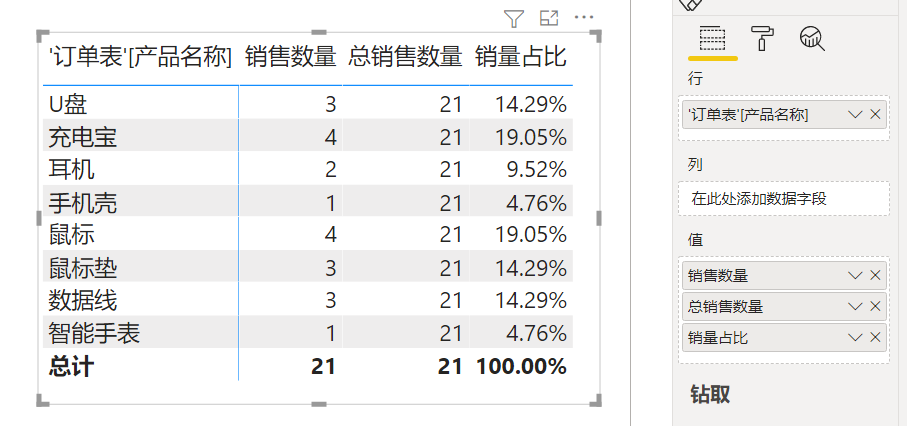 '订单表'[产品名称] 销售数量 总销售数量 销量占比
U盘 3 21 14.29%
充电宝 4 21 19.05%
耳机 2 21 9.52%
手机壳 1 21 4.76%
鼠标 4 21 19.05%
鼠标垫 3 21 14.29%
数据线 3 21 14.29%
智能手表 1 21 4.76%
总计 21 21 100.00%
行
'订单表'[产品名称]
列
在此处添加数据字段
值
销售数量
总销售数量
销量占比
钻取